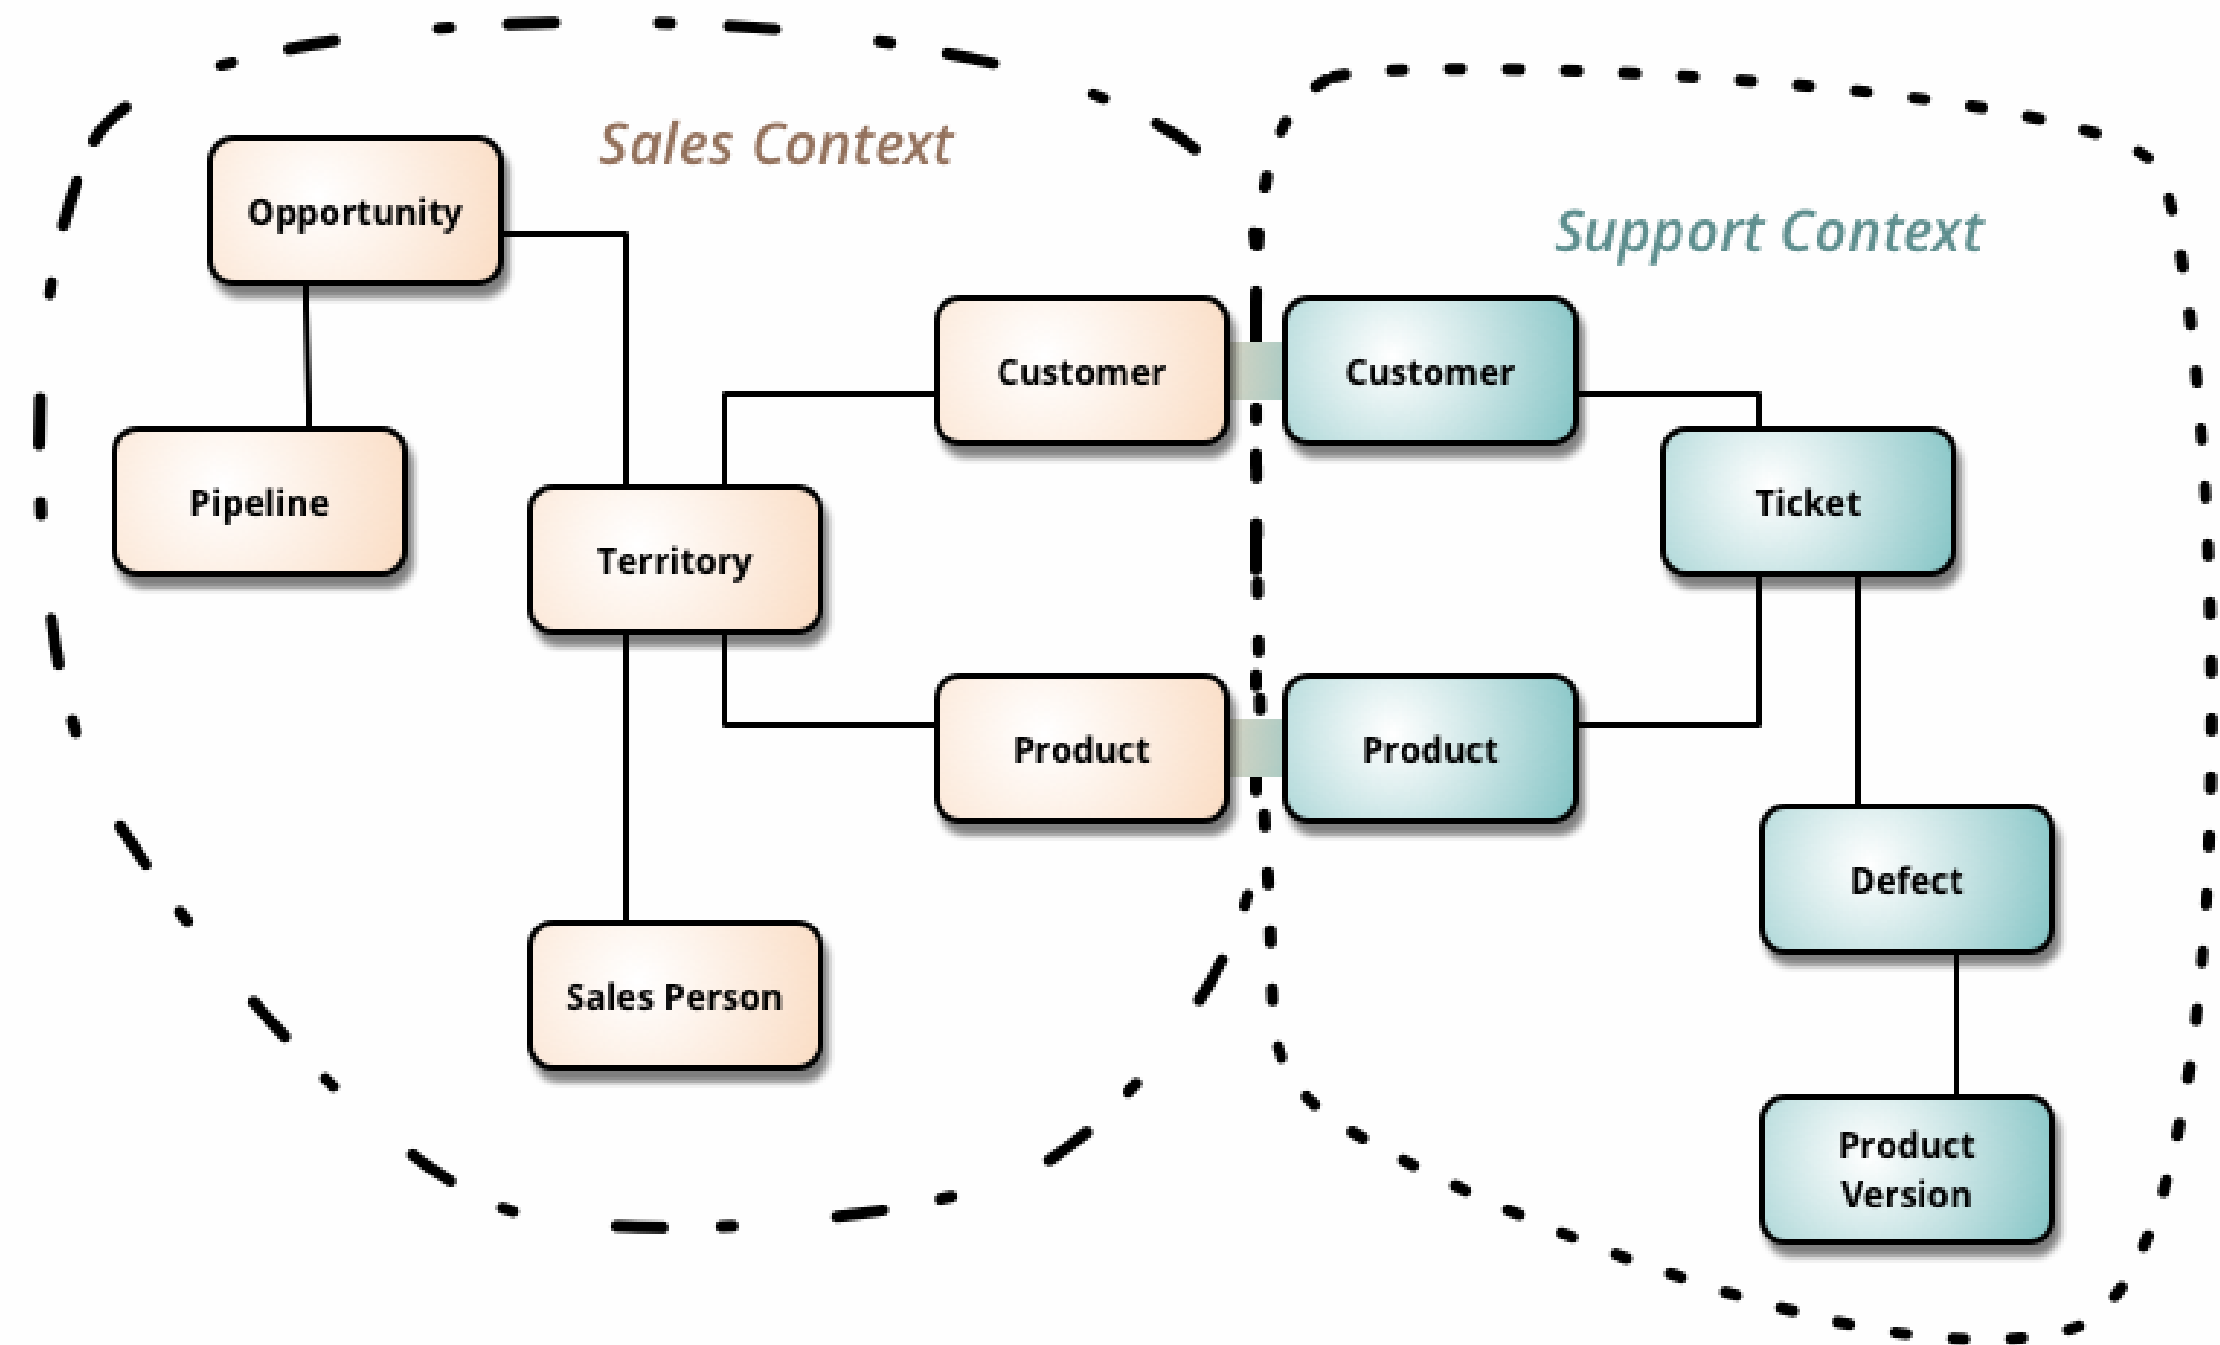 Sales Context
Support Context
Opportunity
Customer
Customer
Pipeline
Ticket
Territory
Product
Product
Defect
Sales Person
Product
Version